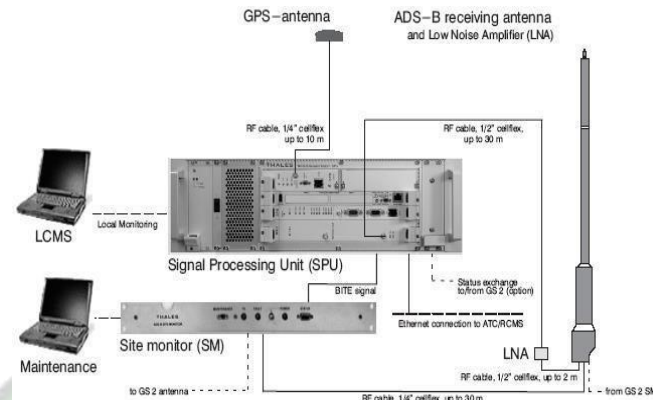 GPS-antenna
ADS-B receiving antenna
and Low Noise Amplifier (LNA)
RF cable, 1/4" cellflex,
up to 10 m
RF cable, 1/2" cellflex,
up to 30 m
THALES
LCMS
Local Monitoring
Signal Processing Unit (SPU)
BITE signal
Status exchange
to/from GS 2 (option)
Ethernet connection to ATC/RCMS
THALES
Site monitor (SM)
Maintenance
LNA
RF cable, 1/2" cellflex, up to 2 m
to GS 2 antenna
RF cable, 1/4" cellflex, up to 30 m
from GS 2 SM